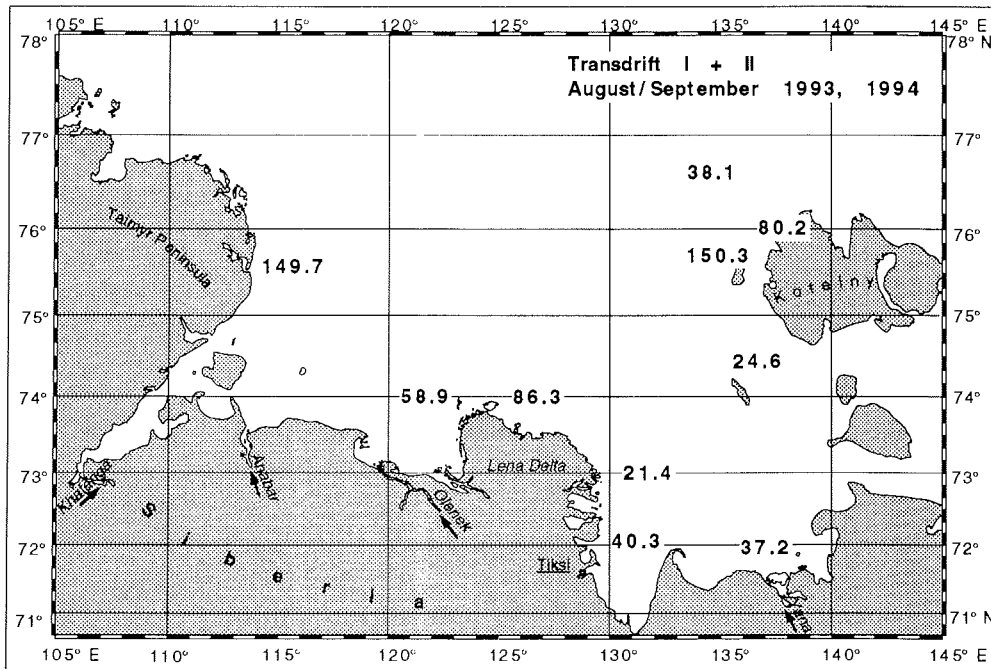 105° E 110° 115° 120° 125° 130° 135° 140° 145° E
78° 78° N
Transdrift I + II
August/September 1993, 1994
77° 77°
38.1
76° 76°
80.2
Taimyr Peninsula
149.7
150.3
Kotelny
75° 75°
24.6
74° 58.9 86.3 74°
Lena Delta
73° 21.4 73°
Khatanga
Anabar
Olenek
72° 40.3 37.2 72°
Tiksi
Siberia
71° 71° N
105° E 110° 115° 120° 125° 130° 135° 140° 145° E